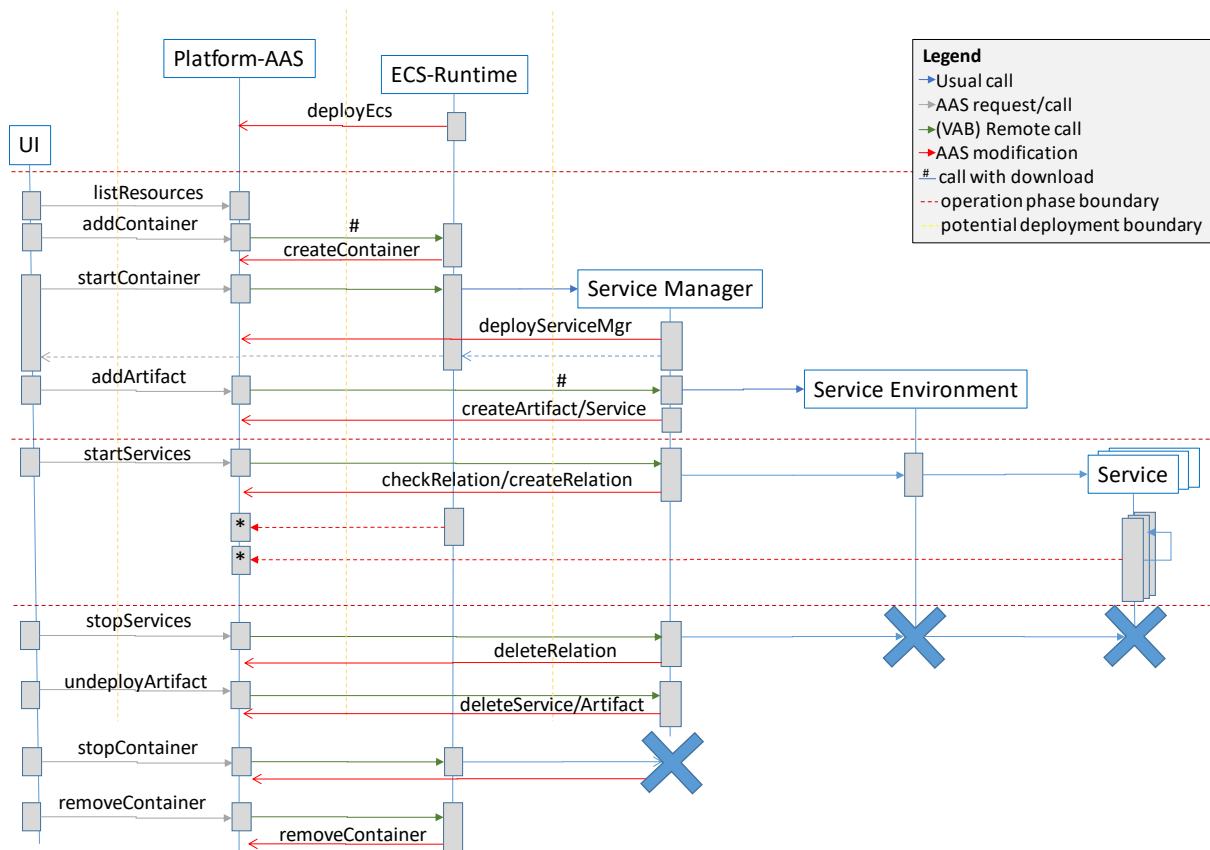 Platform-AAS
ECS-Runtime
Legend
Usual call
AAS request/call
(VAB) Remote call
AAS modification
# call with download
operation phase boundary
potential deployment boundary
deployEcs
UI
listResources
addContainer
#
createContainer
startContainer
Service Manager
deployServiceMgr
addArtifact
#
Service Environment
createArtifact/Service
startServices
checkRelation/createRelation
Service
*
*
stopServices
deleteRelation
undeployArtifact
deleteService/Artifact
stopContainer
removeContainer
removeContainer